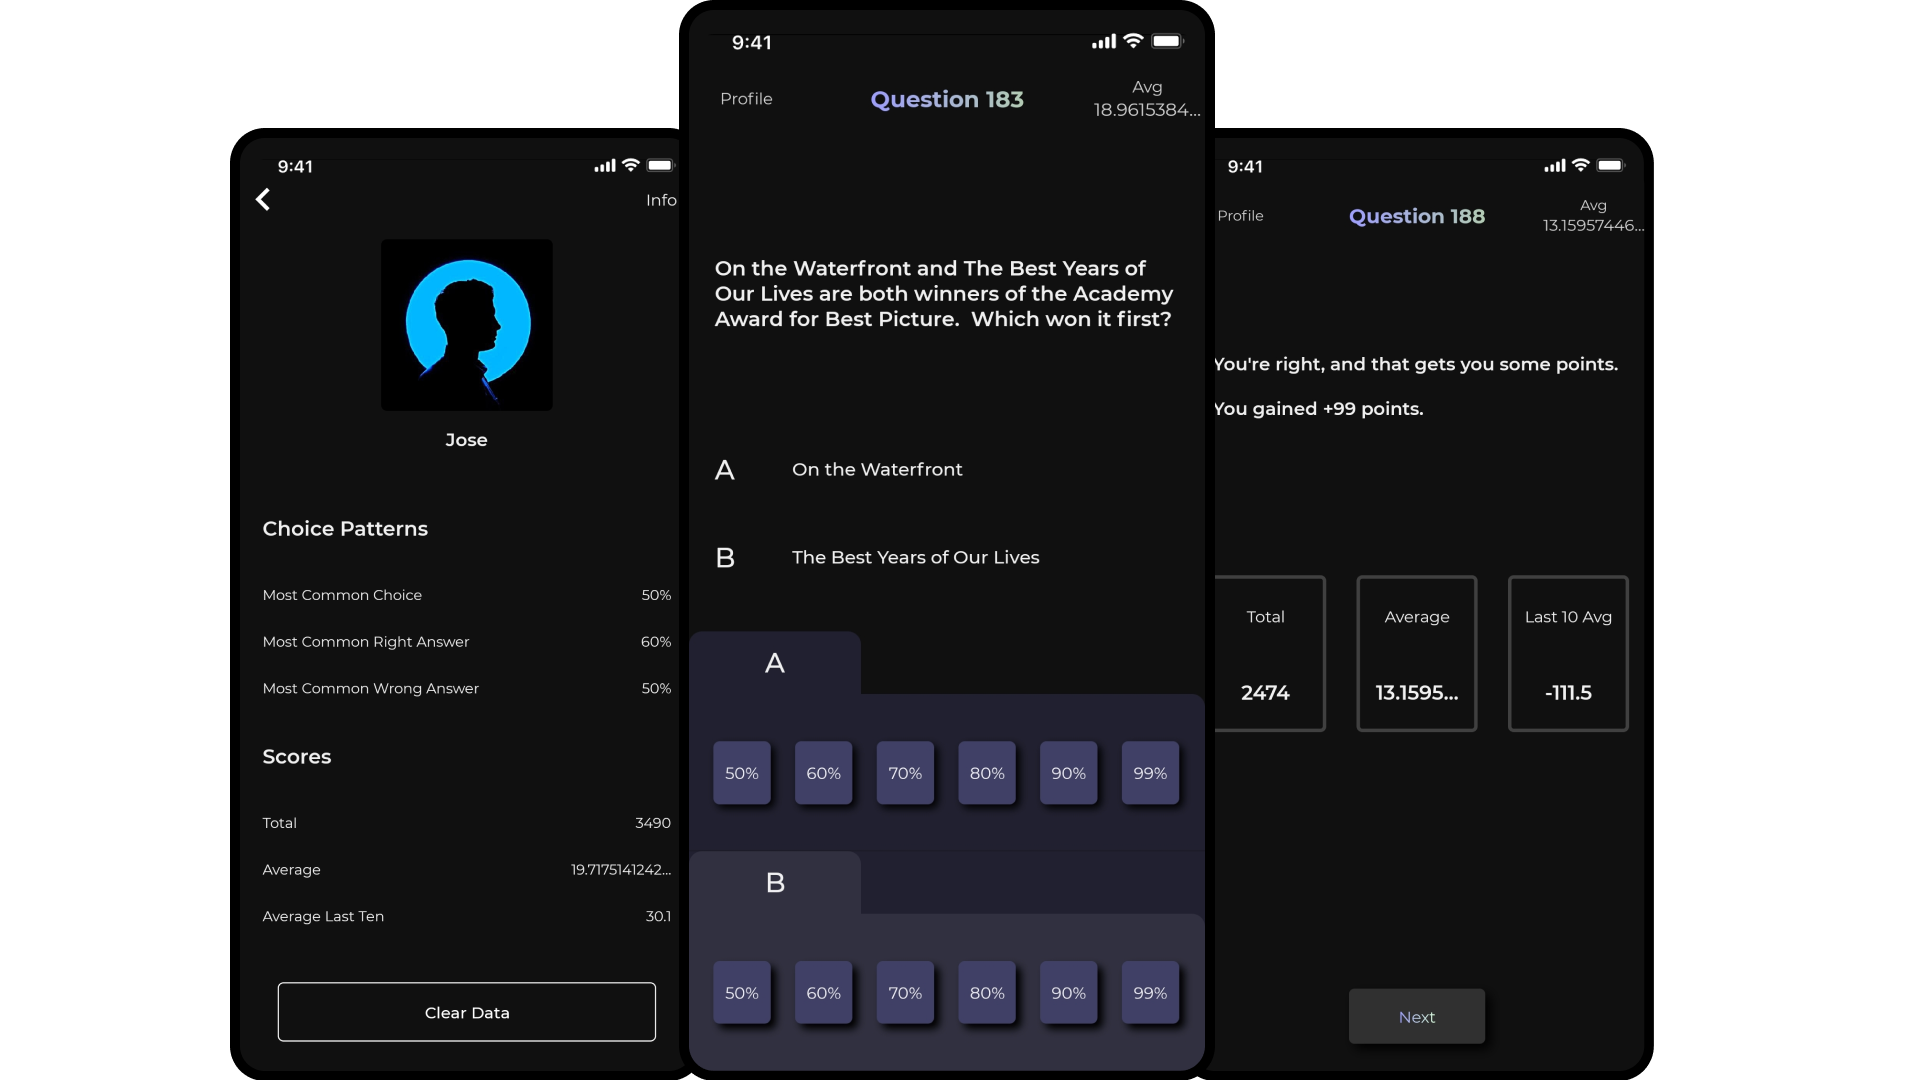 9:41
Info
Jose
Choice Patterns
Most Common Choice 50%
Most Common Right Answer 60%
Most Common Wrong Answer 50%
Scores
Total 3490
Average 19.7175141242...
Average Last Ten 30.1
Clear Data
9:41
Profile Question 183 Avg
18.9615384...
On the Waterfront and The Best Years of
Our Lives are both winners of the Academy
Award for Best Picture.  Which won it first?
A On the Waterfront
B The Best Years of Our Lives
A
50% 60% 70% 80% 90% 99%
B
50% 60% 70% 80% 90% 99%
9:41
Profile Question 188 Avg
13.15957446...
You're right, and that gets you some points.
You gained +99 points.
Total Average Last 10 Avg
2474 13.1595... -111.5
Next